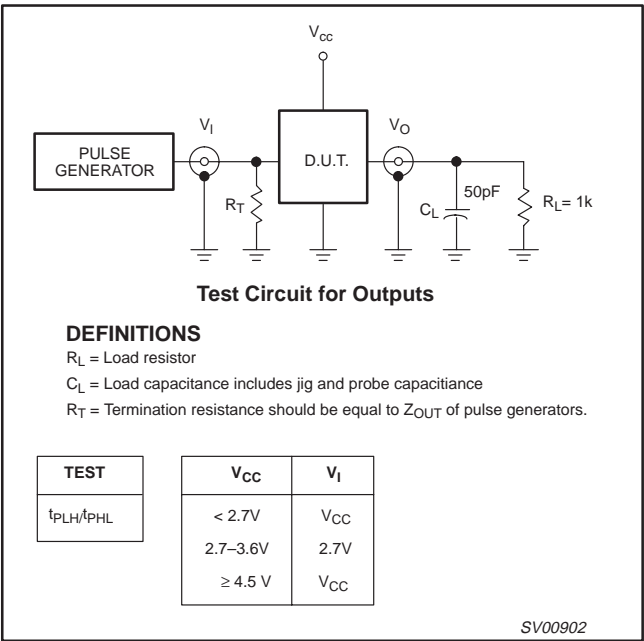 Vcc
VI
VO
PULSE
GENERATOR
D.U.T.
RT
50pF
CL
RL= 1k
Test Circuit for Outputs
DEFINITIONS
RL = Load resistor
CL = Load capacitance includes jig and probe capacitiance
RT = Termination resistance should be equal to ZOUT of pulse generators.
TEST
tPLH/tPHL
VCC VI
< 2.7V VCC
2.7–3.6V 2.7V
≥ 4.5 V VCC
SV00902